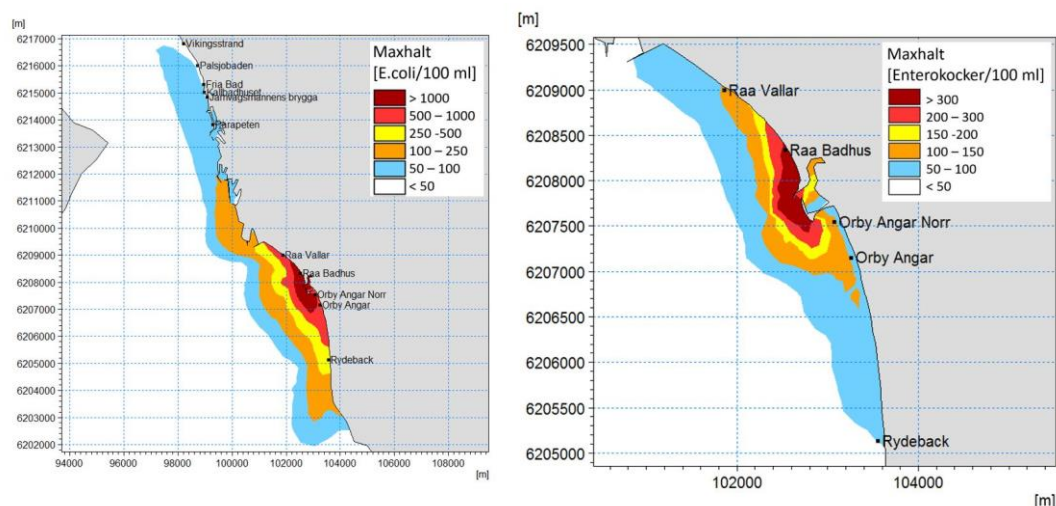 [m]
6217000
6216000
6215000
6214000
6213000
6212000
6211000
6210000
6209000
6208000
6207000
6206000
6205000
6204000
6203000
6202000
94000 96000 98000 100000 102000 104000 106000 108000
[m]
Vikingsstrand
Palsjobaden
Fria Bad
Kallbadhuset
Jarnvagsmannens brygga
Parapeten
Raa Vallar
Raa Badhus
Orby Angar Norr
Orby Angar
Rydeback
Maxhalt
[E.coli/100 ml]
> 1000
500 – 1000
250 -500
100 – 250
50 – 100
< 50
[m]
6209500
6209000
6208500
6208000
6207500
6207000
6206500
6206000
6205500
6205000
102000 104000
[m]
Raa Vallar
Raa Badhus
Orby Angar Norr
Orby Angar
Rydeback
Maxhalt
[Enterokocker/100 ml]
> 300
200 – 300
150 -200
100 – 150
50 – 100
< 50